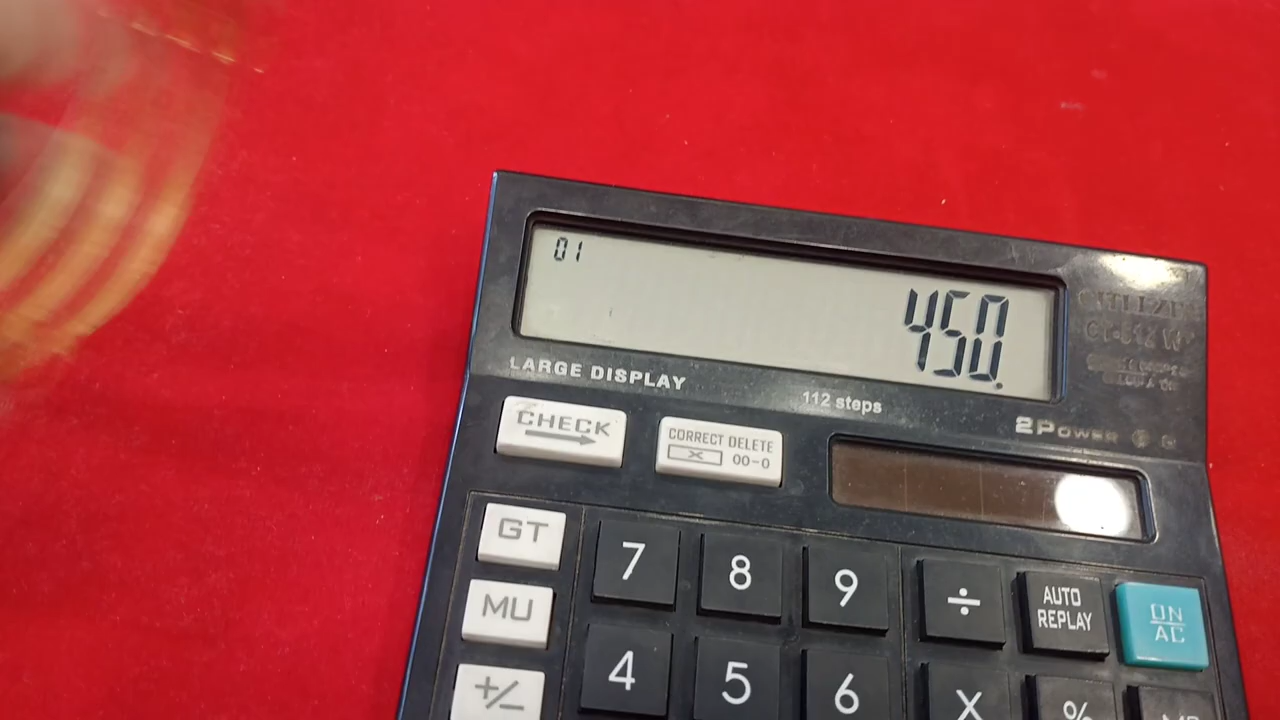 01
450.
LARGE DISPLAY
112 steps
2POWER
CHECK
CORRECT DELETE
00-0
GT
7
8
9
÷
AUTO
REPLAY
ON
AC
MU
4
5
6
X
%
+/-